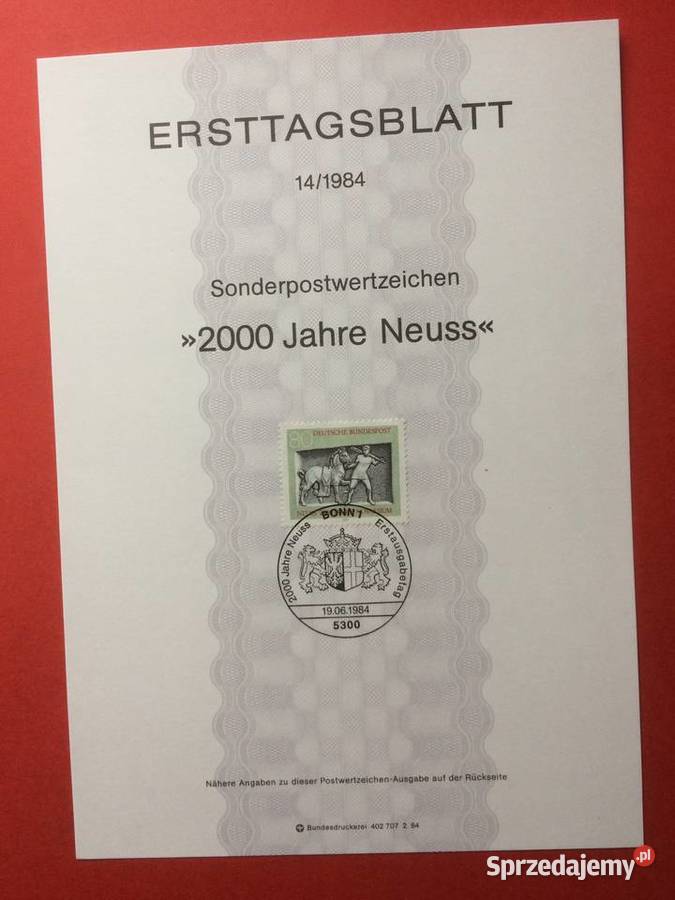 ERSTTAGSBLATT
14/1984
Sonderpostwertzeichen
»2000 Jahre Neuss«
80 DEUTSCHE BUNDESPOST
BONN 1
2000 Jahre Neuss
Erstausgabetag
19.06.1984
5300
Nähere Angaben zu dieser Postwertzeichen-Ausgabe auf der Rückseite
Bundesdruckerei 402 707 2. 84
Sprzedajemy.pl